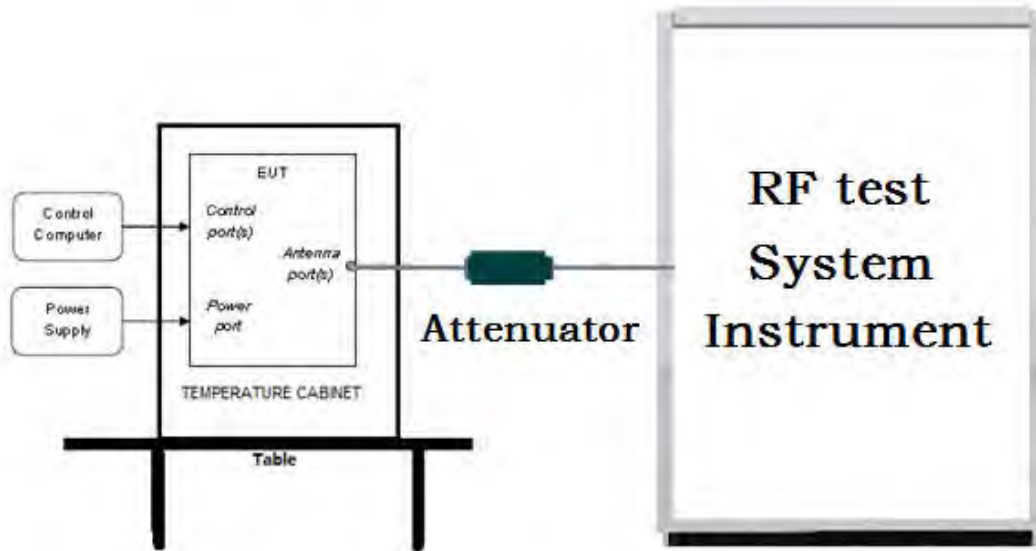 Control
Computer
Power
Supply
EUT
Control
port(s)
Antenna
port(s)
Power
port
TEMPERATURE CABINET
Table
Attenuator
RF test
System
Instrument